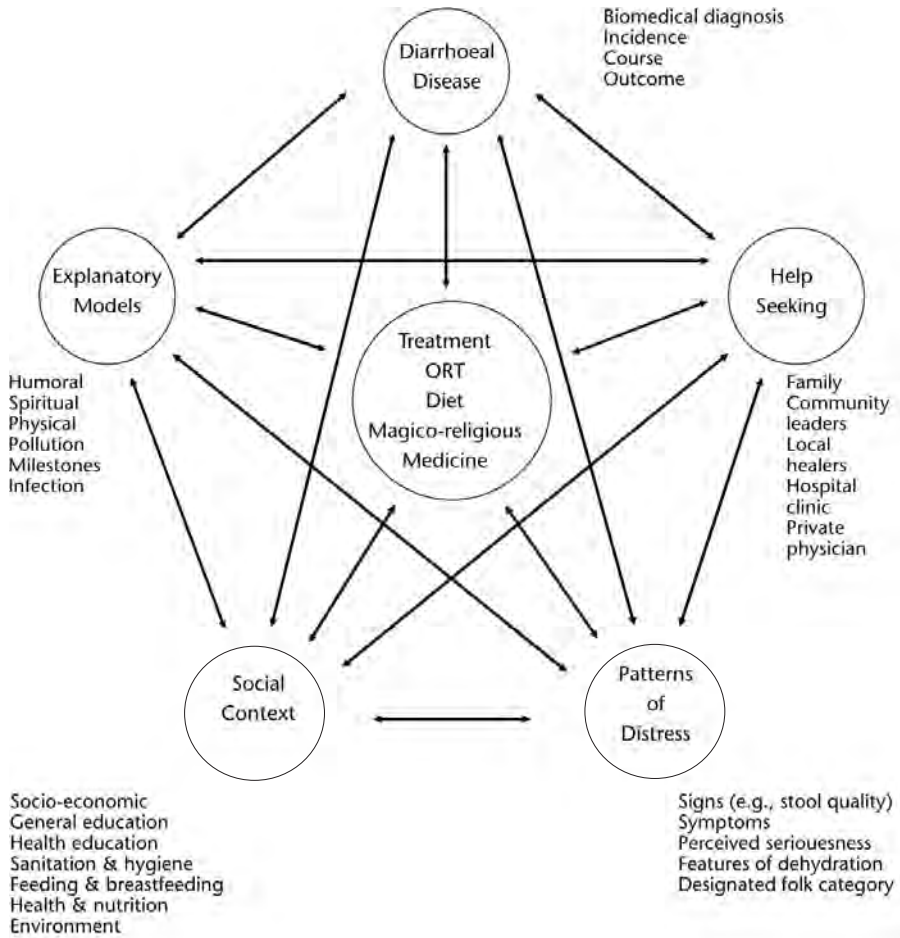 Diarrhoeal
Disease
Biomedical diagnosis
Incidence
Course
Outcome
Explanatory
Models
Humoral
Spiritual
Physical
Pollution
Milestones
Infection
Treatment
ORT
Diet
Magico-religious
Medicine
Help
Seeking
Family
Community
leaders
Local
healers
Hospital
clinic
Private
physician
Social
Context
Socio-economic
General education
Health education
Sanitation & hygiene
Feeding & breastfeeding
Health & nutrition
Environment
Patterns
of
Distress
Signs (e.g., stool quality)
Symptoms
Perceived seriouesness
Features of dehydration
Designated folk category